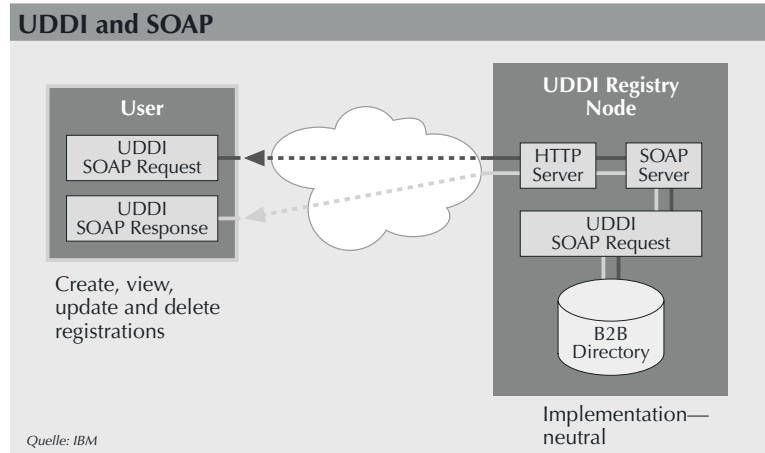 UDDI and SOAP
User
UDDI
SOAP Request
UDDI
SOAP Response
Create, view,
update and delete
registrations
UDDI Registry
Node
HTTP
Server
SOAP
Server
UDDI
SOAP Request
B2B
Directory
Implementation—
neutral
Quelle: IBM